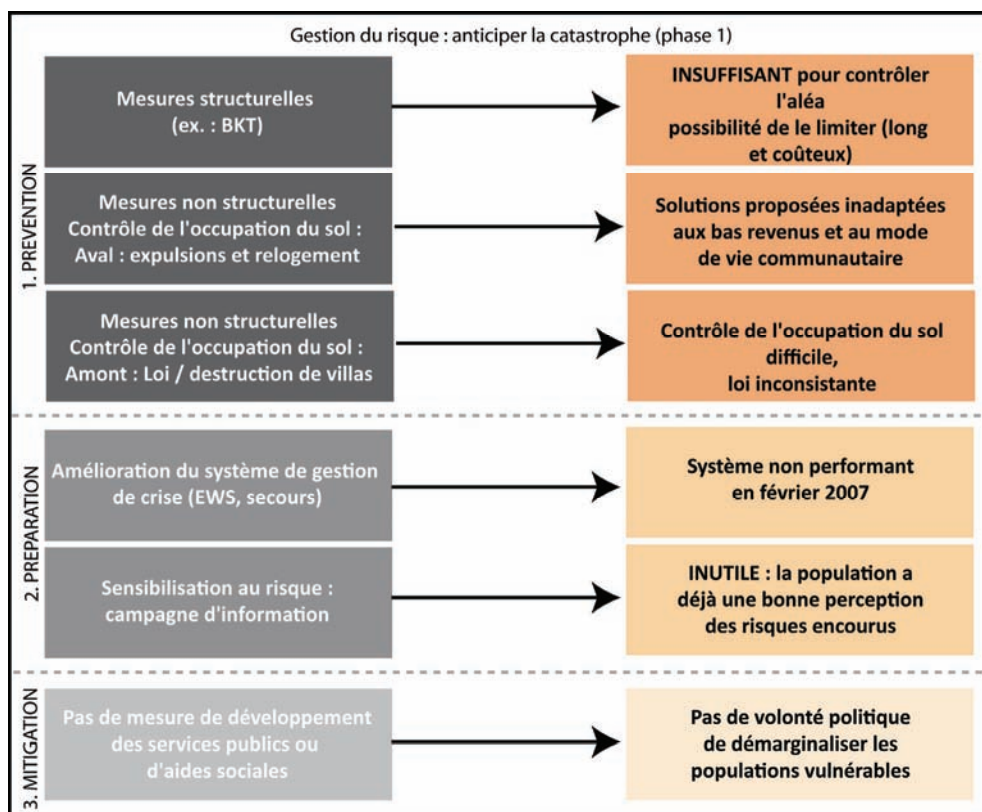 Gestion du risque : anticiper la catastrophe (phase 1)
1. PREVENTION
Mesures structurelles
(ex. : BKT)
INSUFFISANT pour contrôler
l'aléa
possibilité de le limiter (long
et coûteux)
Mesures non structurelles
Contrôle de l'occupation du sol :
Aval : expulsions et relogement
Solutions proposées inadaptées
aux bas revenus et au mode
de vie communautaire
Mesures non structurelles
Contrôle de l'occupation du sol :
Amont : Loi / destruction de villas
Contrôle de l'occupation du sol
difficile,
loi inconsistante
2. PREPARATION
Amélioration du système de gestion
de crise (EWS, secours)
Système non performant
en février 2007
Sensibilisation au risque :
campagne d'information
INUTILE : la population a
déjà une bonne perception
des risques encourus
3. MITIGATION
Pas de mesure de développement
des services publics ou
d'aides sociales
Pas de volonté politique
de démarginaliser les
populations vulnérables